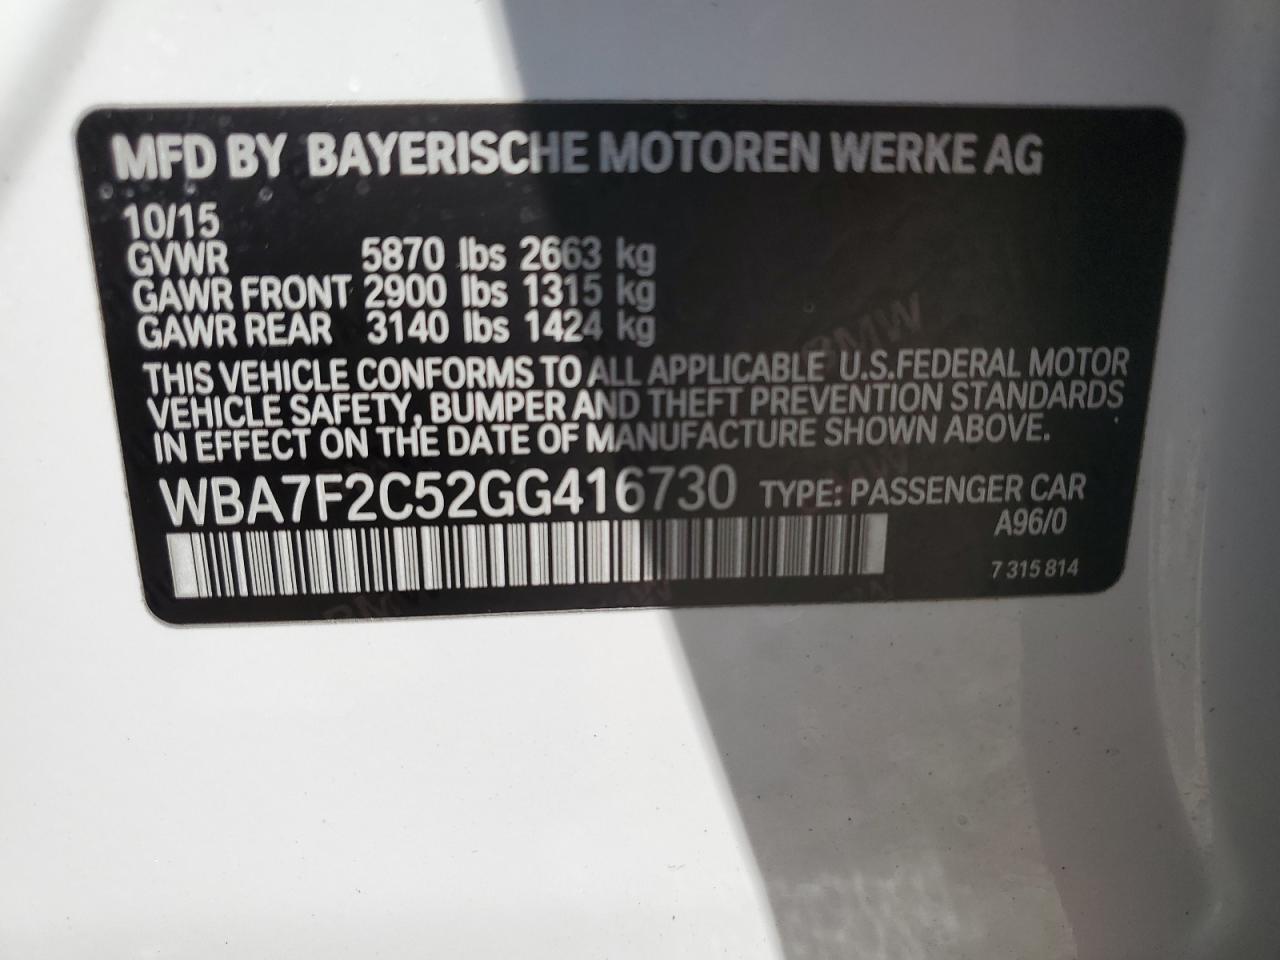 MFD BY BAYERISCHE MOTOREN WERKE AG
10/15
GVWR 5870 lbs 2663 kg
GAWR FRONT 2900 lbs 1315 kg
GAWR REAR 3140 lbs 1424 kg
THIS VEHICLE CONFORMS TO ALL APPLICABLE U.S.FEDERAL MOTOR
VEHICLE SAFETY, BUMPER AND THEFT PREVENTION STANDARDS
IN EFFECT ON THE DATE OF MANUFACTURE SHOWN ABOVE.
WBA7F2C52GG416730 TYPE: PASSENGER CAR
A96/0
7 315 814
BMW
BMW